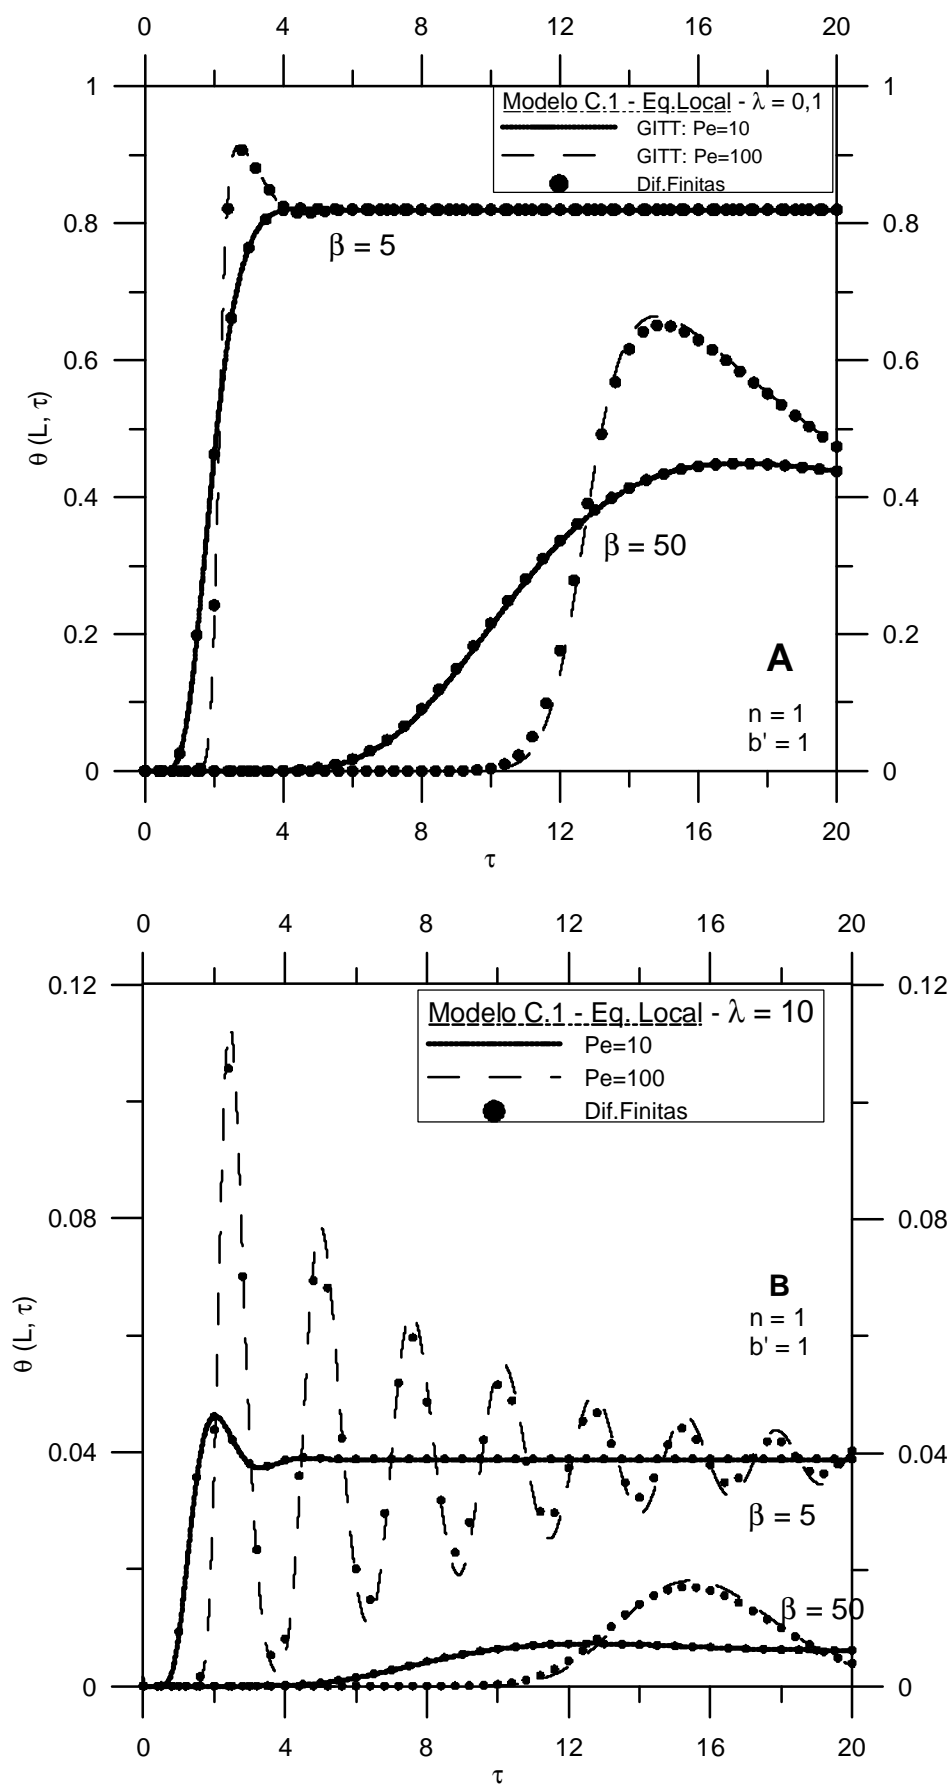 0 4 8 12 16 20
1 1
Modelo C.1 - Eq.Local - λ = 0,1
GITT: Pe=10
GITT: Pe=100
Dif.Finitas
0.8 0.8
β = 5
0.6 0.6
θ (L, τ)
0.4 0.4
β = 50
0.2 0.2
A
n = 1
b' = 1
0 0
0 4 8 12 16 20
τ
0 4 8 12 16 20
0.12 0.12
Modelo C.1 - Eq. Local - λ = 10
Pe=10
Pe=100
Dif.Finitas
0.08 0.08
B
n = 1
b' = 1
θ (L, τ)
0.04 0.04
β = 5
β = 50
0 0
0 4 8 12 16 20
τ